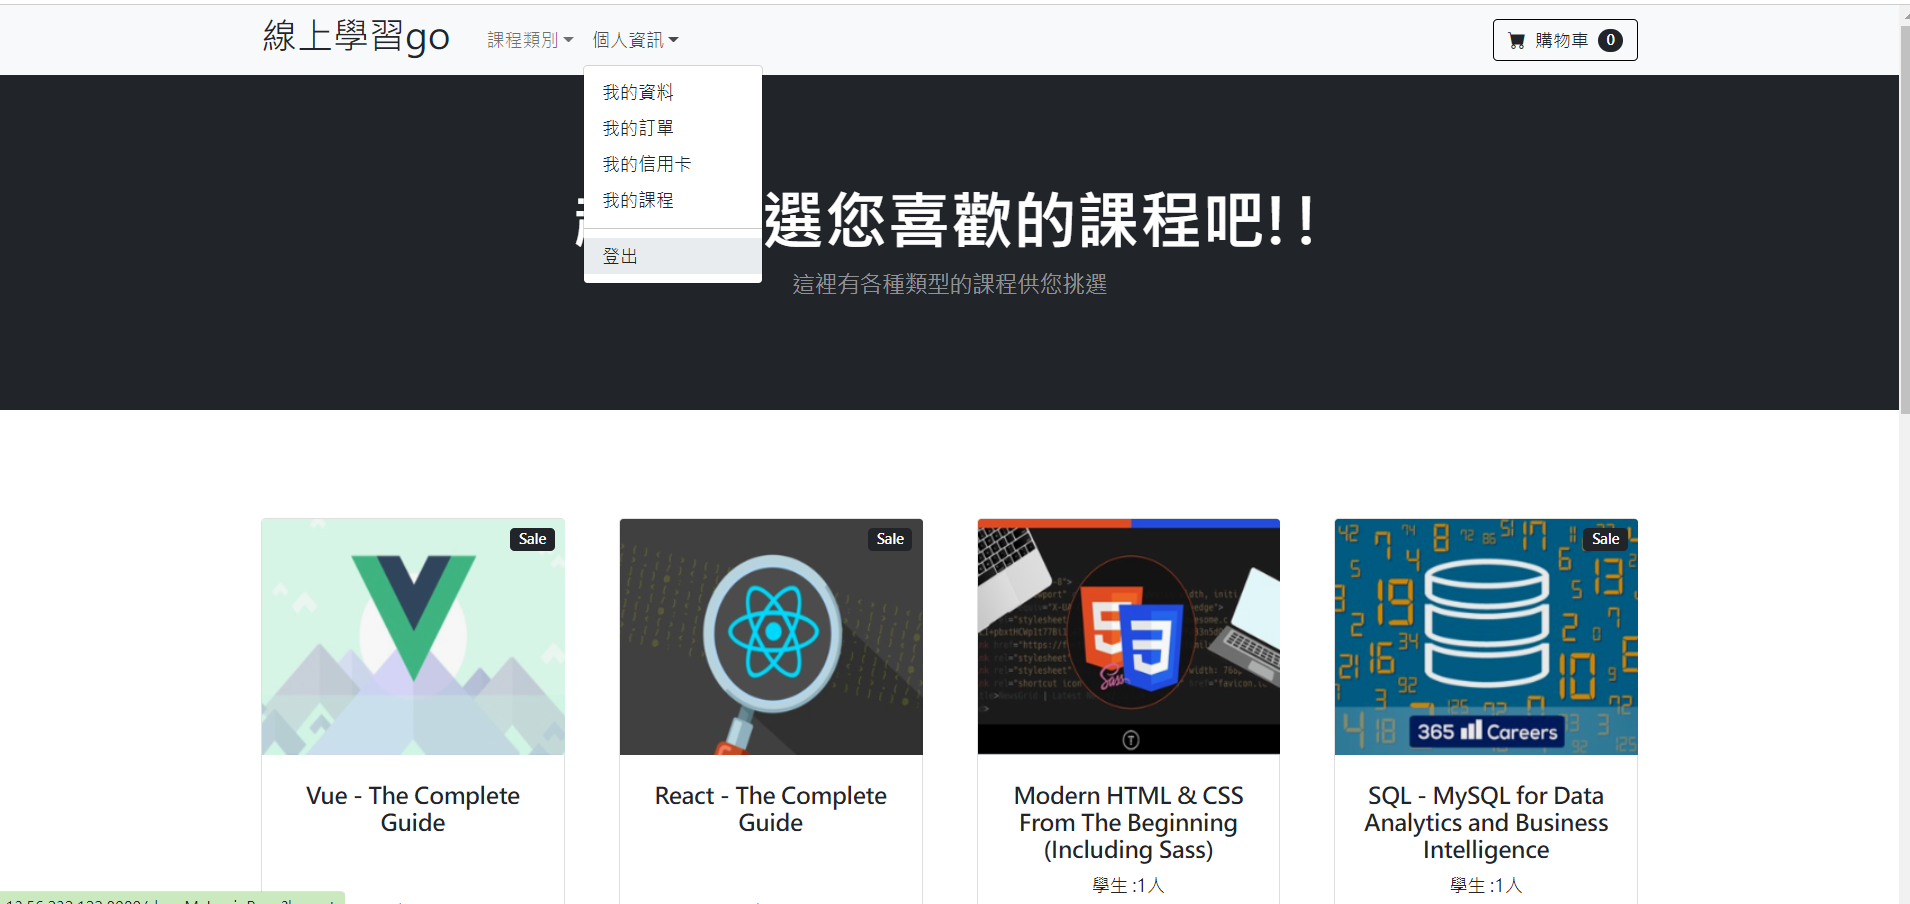 線上學習go
課程類別
個人資訊
購物車 0
我的資料
我的訂單
我的信用卡
我的課程
登出
選您喜歡的課程吧!!
這裡有各種類型的課程供您挑選
Sale
Sale
Sale
365 Careers
Vue - The Complete
Guide
React - The Complete
Guide
Modern HTML & CSS
From The Beginning
(Including Sass)
學生 :1人
SQL - MySQL for Data
Analytics and Business
Intelligence
學生 :1人